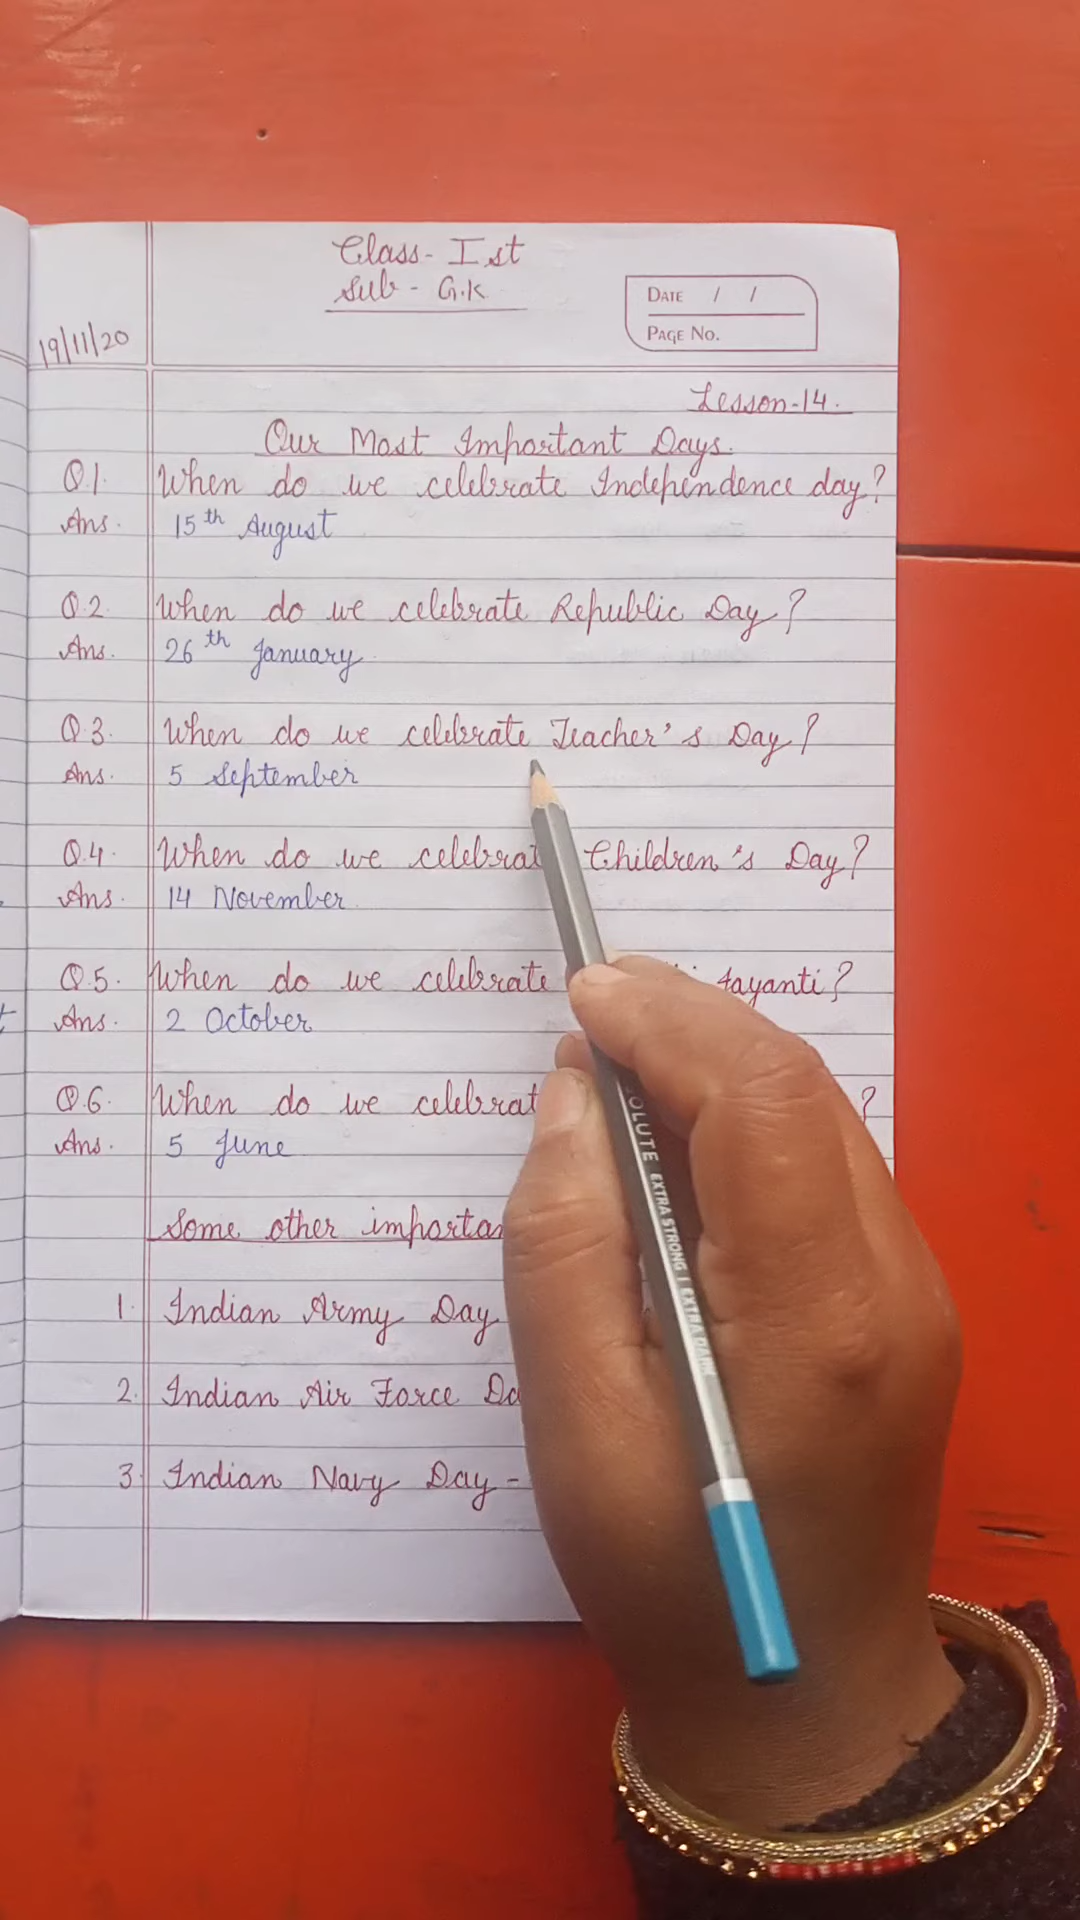 Class- Ist
Sub - G.K
DATE / /
PAGE No.
19/11/20
Lesson-14.
Our Most Important Days.
Q.1. When do we celebrate Independence day?
Ans. 15th August
Q.2. When do we celebrate Republic Day?
Ans. 26th January
Q.3. When do we celebrate Teacher's Day?
Ans. 5 September
Q.4. When do we celebrat Children's Day?
Ans. 14 November
Q.5. When do we celebrate Jayanti?
Ans. 2 October
Q.6. When do we celebrat ?
Ans. 5 June
Some other importan
1. Indian Army Day
2. Indian Air Force Da
3. Indian Navy Day -
OLUTE EXTRA STRONG | EXTRA DARK